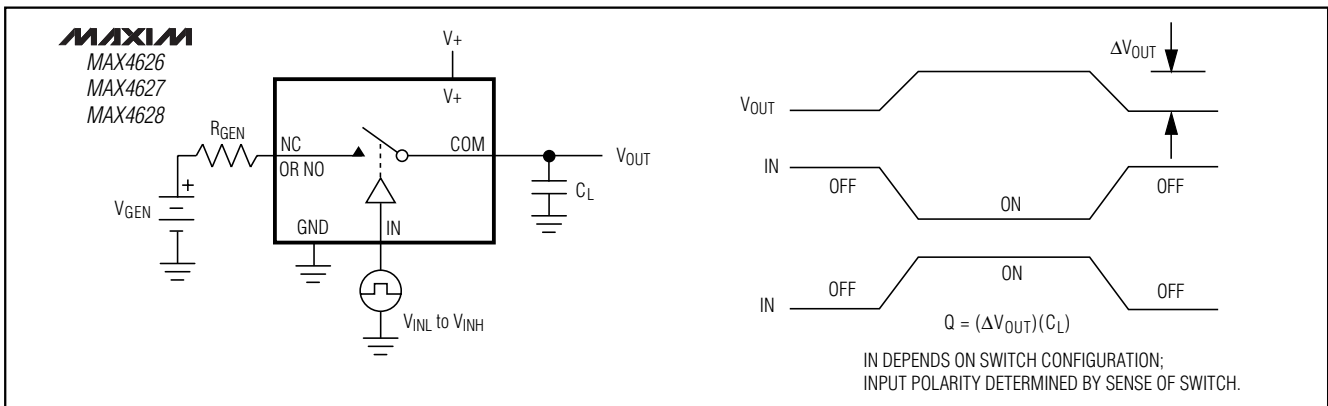 MAXIM
MAX4626
MAX4627
MAX4628
V+
V+
RGEN
NC
OR NO
COM
VOUT
CL
VGEN
+
GND
IN
VINL to VINH
ΔVOUT
VOUT
IN
OFF
ON
OFF
IN
OFF
ON
OFF
Q = (ΔVOUT)(CL)
IN DEPENDS ON SWITCH CONFIGURATION;
INPUT POLARITY DETERMINED BY SENSE OF SWITCH.